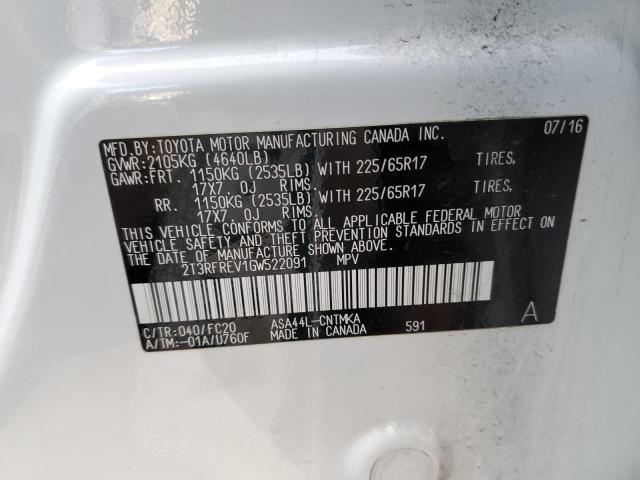 MFD.BY:TOYOTA MOTOR MANUFACTURING CANADA INC. 07/16
GVWR:2105KG (4640LB)
GAWR:FRT. 1150KG (2535LB) WITH 225/65R17 TIRES,
17X7.0J RIMS.
RR. 1150KG (2535LB) WITH 225/65R17 TIRES,
17X7.0J RIMS.
THIS VEHICLE CONFORMS TO ALL APPLICABLE FEDERAL MOTOR
VEHICLE SAFETY AND THEFT PREVENTION STANDARDS IN EFFECT ON
THE DATE OF MANUFACTURE SHOWN ABOVE.
2T3RFREV1GW522091 MPV
C/TR:040/FC20 ASA44L-CNTMKA 591 A
A/TM:-01A/U760F MADE IN CANADA